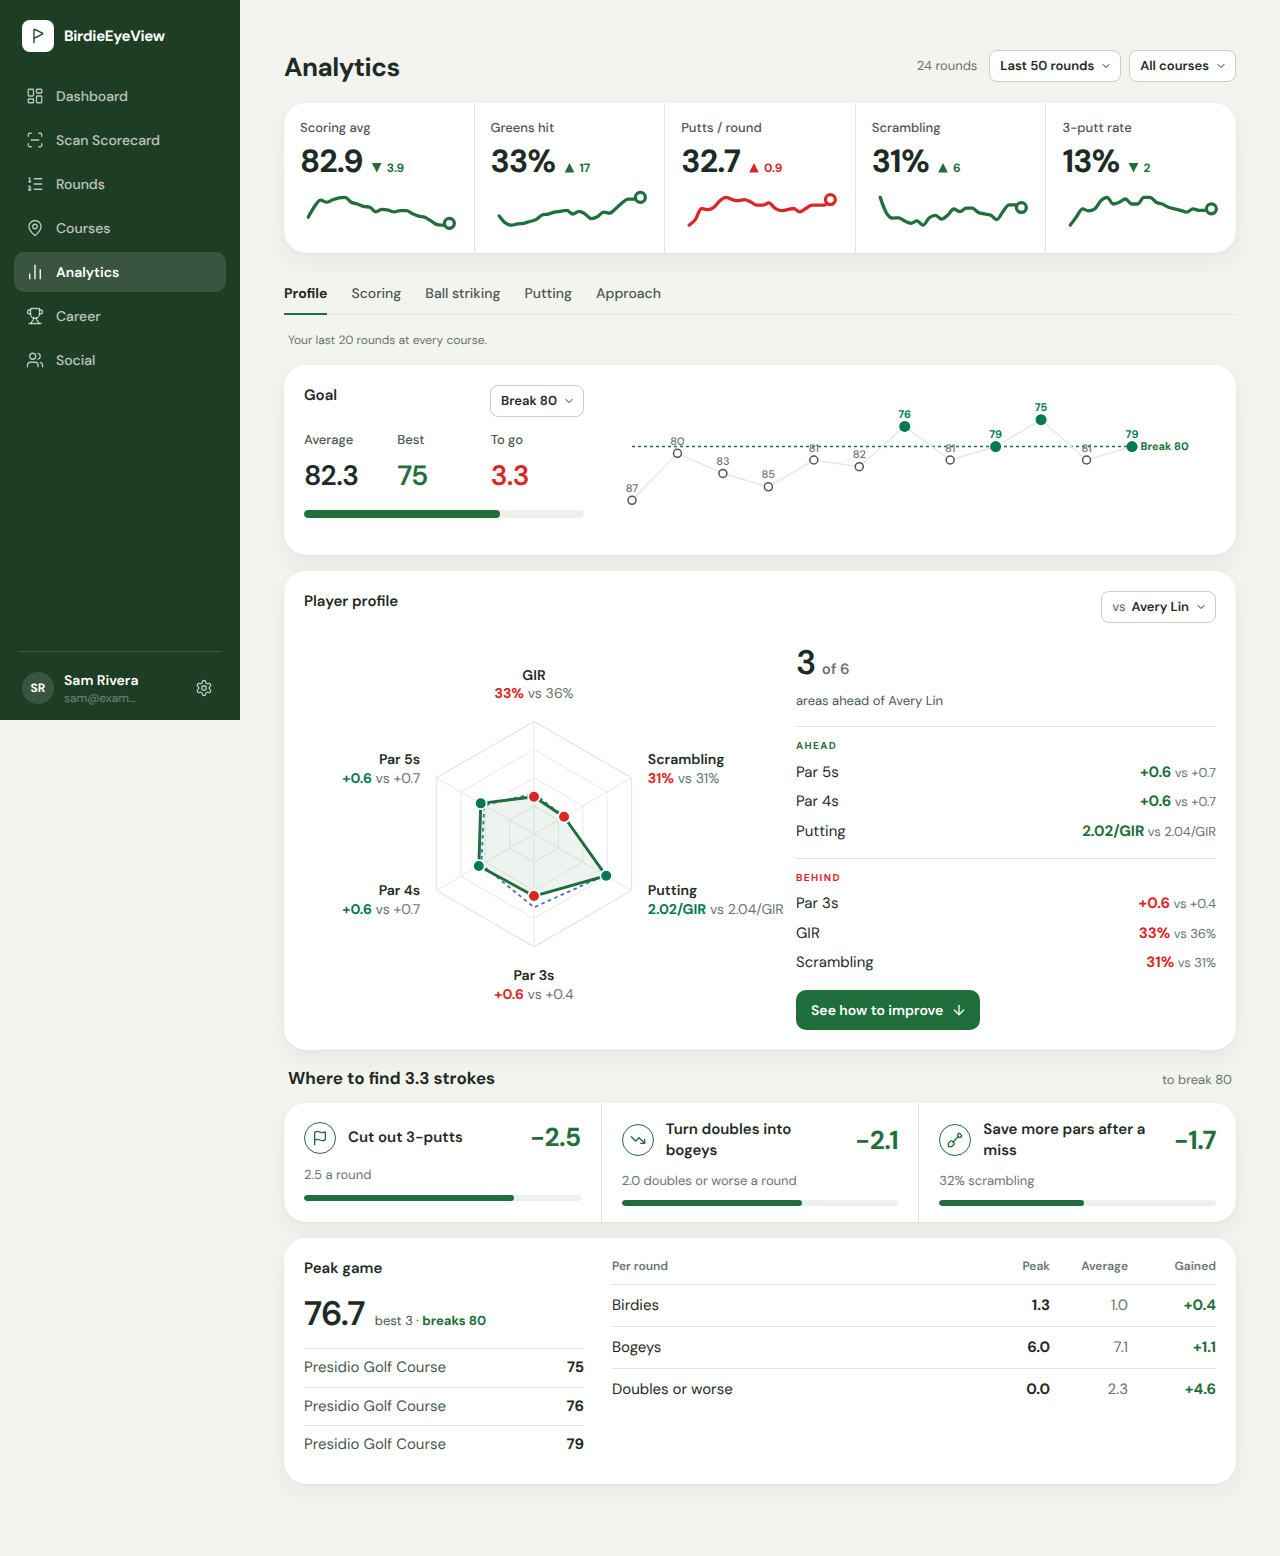 BirdieEyeView
Dashboard
Scan Scorecard
Rounds
Courses
Analytics
Career
Social
SR
Sam Rivera
sam@exam...
Analytics
24 rounds
Last 50 rounds
All courses
Scoring avg
82.9 ▼ 3.9
Greens hit
33% ▲ 17
Putts / round
32.7 ▲ 0.9
Scrambling
31% ▲ 6
3-putt rate
13% ▼ 2
Profile
Scoring
Ball striking
Putting
Approach
Your last 20 rounds at every course.
Goal
Break 80
Average
Best
To go
82.3
75
3.3
87
80
83
85
81
82
76
81
79
75
81
79
Break 80
Player profile
vs Avery Lin
GIR
33% vs 36%
Par 5s
+0.6 vs +0.7
Scrambling
31% vs 31%
Par 4s
+0.6 vs +0.7
Putting
2.02/GIR vs 2.04/GIR
Par 3s
+0.6 vs +0.4
3 of 6
areas ahead of Avery Lin
AHEAD
Par 5s +0.6 vs +0.7
Par 4s +0.6 vs +0.7
Putting 2.02/GIR vs 2.04/GIR
BEHIND
Par 3s +0.6 vs +0.4
GIR 33% vs 36%
Scrambling 31% vs 31%
See how to improve
Where to find 3.3 strokes
to break 80
Cut out 3-putts
−2.5
2.5 a round
Turn doubles into
bogeys
−2.1
2.0 doubles or worse a round
Save more pars after a
miss
−1.7
32% scrambling
Peak game
76.7 best 3 · breaks 80
Presidio Golf Course 75
Presidio Golf Course 76
Presidio Golf Course 79
Per round Peak Average Gained
Birdies 1.3 1.0 +0.4
Bogeys 6.0 7.1 +1.1
Doubles or worse 0.0 2.3 +4.6